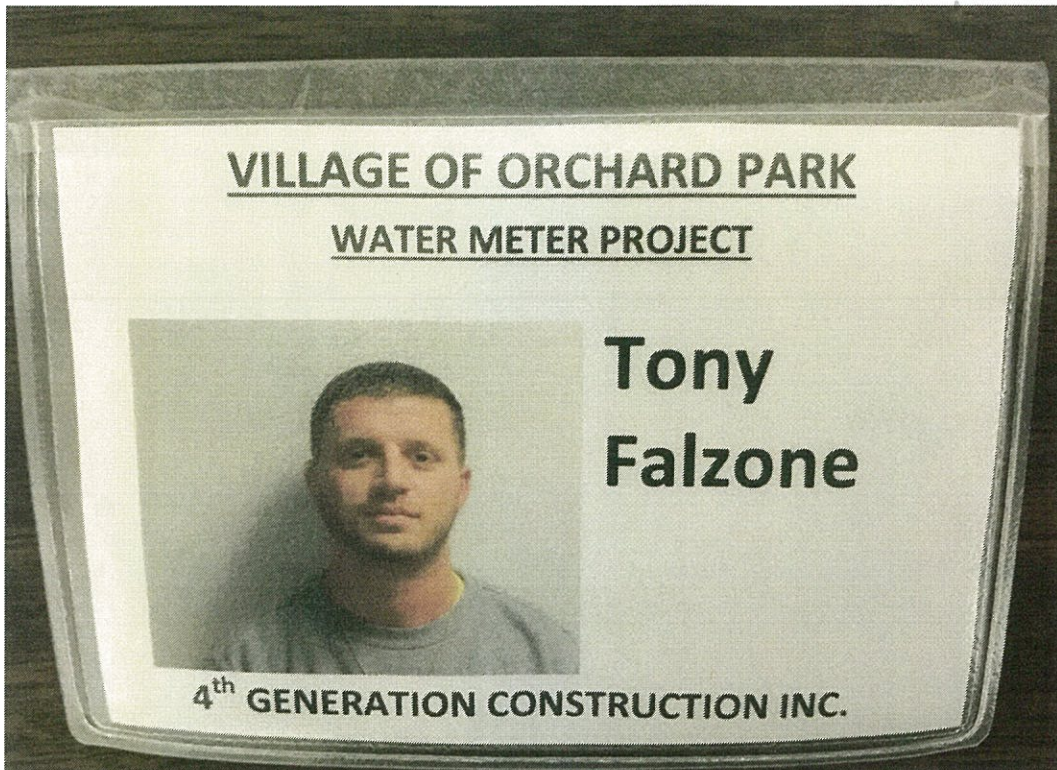 VILLAGE OF ORCHARD PARK
WATER METER PROJECT
Tony
Falzone
4th GENERATION CONSTRUCTION INC.